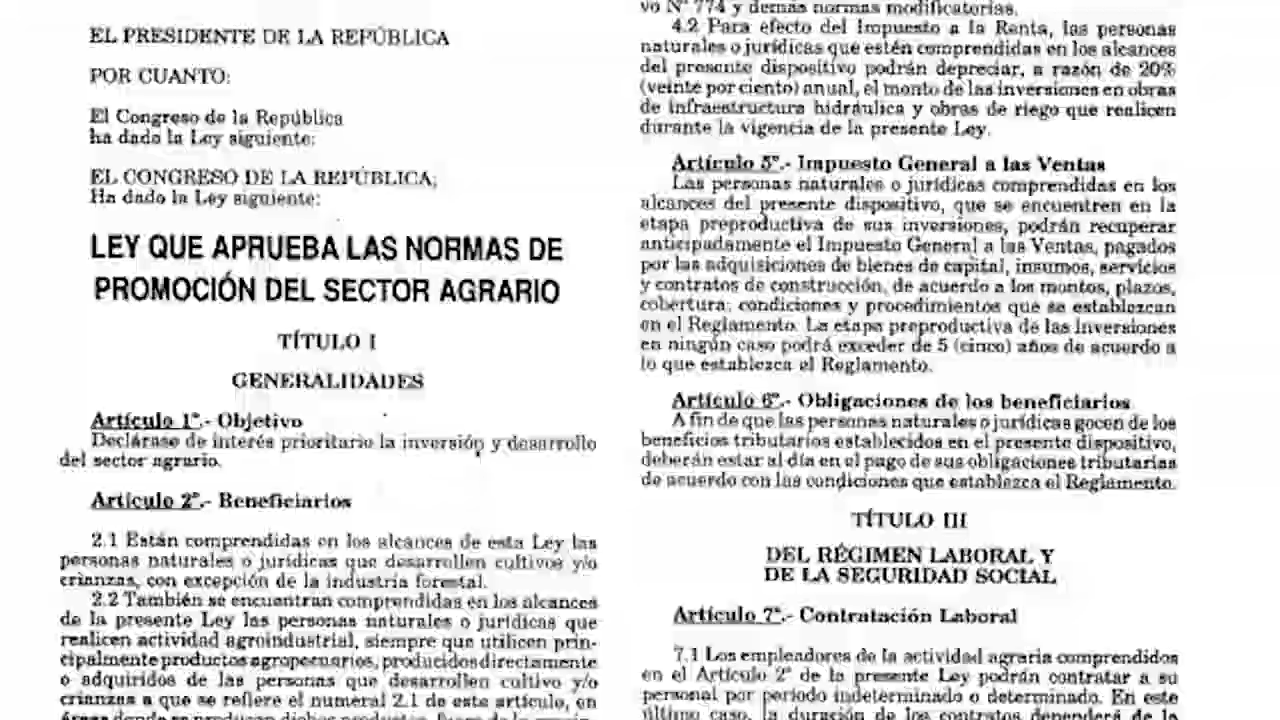 EL PRESIDENTE DE LA REPÚBLICA
POR CUANTO:
El Congreso de la República
ha dado la Ley siguiente:
EL CONGRESO DE LA REPÚBLICA;
Ha dado la Ley siguiente:
LEY QUE APRUEBA LAS NORMAS DE
PROMOCIÓN DEL SECTOR AGRARIO
TÍTULO I
GENERALIDADES
Artículo 1º.- Objetivo
Declárase de interés prioritario la inversión y desarrollo
del sector agrario.
Artículo 2º.- Beneficiarios
2.1 Están comprendidas en los alcances de esta Ley las
personas naturales o jurídicas que desarrollen cultivos y/o
crianzas, con excepción de la industria forestal.
2.2 También se encuentran comprendidas en los alcances
de la presente Ley las personas naturales o jurídicas que
realicen actividad agroindustrial, siempre que utilicen prin-
cipalmente productos agropecuarios, producidos directamente
o adquiridos de las personas que desarrollen cultivo y/o
crianzas a que se refiere el numeral 2.1 de este artículo, en
áreas donde se producen dichos productos, fuera de la
vo Nº 774 y demás normas modificatorias.
4.2 Para efecto del Impuesto a la Renta, las personas
naturales o jurídicas que estén comprendidas en los alcances
del presente dispositivo podrán depreciar, a razón de 20%
(veinte por ciento) anual, el monto de las inversiones en obras
de infraestructura hidráulica y obras de riego que realicen
durante la vigencia de la presente Ley.
Artículo 5º.- Impuesto General a las Ventas
Las personas naturales o jurídicas comprendidas en los
alcances del presente dispositivo, que se encuentren en la
etapa preproductiva de sus inversiones, podrán recuperar
anticipadamente el Impuesto General a las Ventas, pagados
por las adquisiciones de bienes de capital, insumos, servicios
y contratos de construcción, de acuerdo a los montos, plazos,
cobertura, condiciones y procedimientos que se establezcan
en el Reglamento. La etapa preproductiva de las inversiones
en ningún caso podrá exceder de 5 (cinco) años de acuerdo a
lo que establezca el Reglamento.
Artículo 6º.- Obligaciones de los beneficiarios
A fin de que las personas naturales o jurídicas gocen de los
beneficios tributarios establecidos en el presente dispositivo,
deberán estar al día en el pago de sus obligaciones tributarias
de acuerdo con las condiciones que establezca el Reglamento.
TÍTULO III
DEL RÉGIMEN LABORAL Y
DE LA SEGURIDAD SOCIAL
Artículo 7º.- Contratación Laboral
7.1 Los empleadores de la actividad agraria comprendidos
en el Artículo 2º de la presente Ley podrán contratar a su
personal por período indeterminado o determinado. En este
último caso, la duración de los contratos dependerá de la